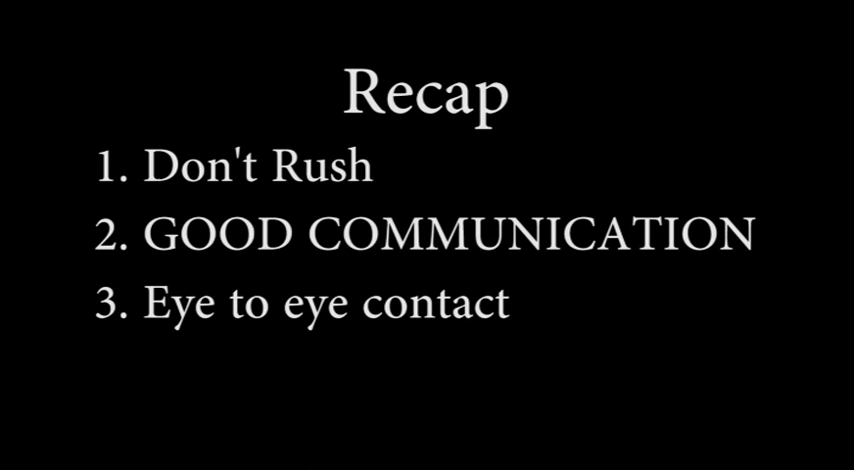 Recap
1. Don't Rush
2. GOOD COMMUNICATION
3. Eye to eye contact